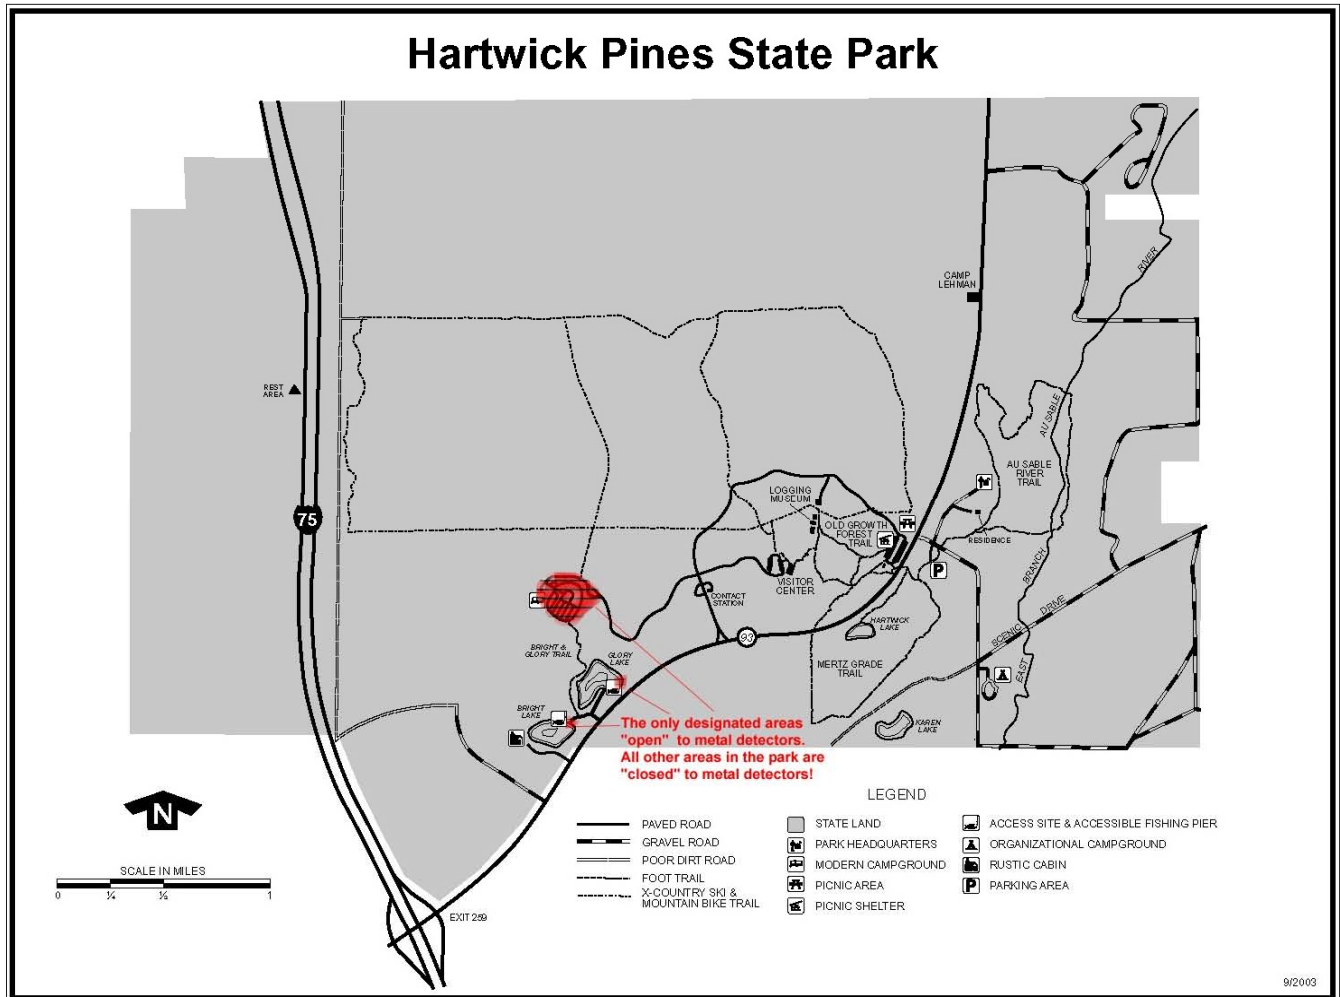 Hartwick Pines State Park
CAMP
LEHMAN
RIVER
REST
AREA
AU SABLE
AU SABLE
RIVER
TRAIL
LOGGING
MUSEUM
75
OLD GROWTH
FOREST
TRAIL
RESIDENCE
BRANCH
P
VISITOR
CENTER
CONTACT
STATION
SCENIC DRIVE
HARTWICK
LAKE
93
BRIGHT &
GLORY TRAIL
GLORY
LAKE
MERTZ GRADE
TRAIL
EAST
BRIGHT
LAKE
KAREN
LAKE
The only designated areas
"open" to metal detectors.
All other areas in the park are
"closed" to metal detectors!
N
SCALE IN MILES
0 ¼ ½ 1
EXIT 259
LEGEND
PAVED ROAD
GRAVEL ROAD
POOR DIRT ROAD
FOOT TRAIL
X-COUNTRY SKI &
MOUNTAIN BIKE TRAIL
STATE LAND
PARK HEADQUARTERS
MODERN CAMPGROUND
PICNIC AREA
PICNIC SHELTER
ACCESS SITE & ACCESSIBLE FISHING PIER
ORGANIZATIONAL CAMPGROUND
RUSTIC CABIN
P PARKING AREA
9/2003